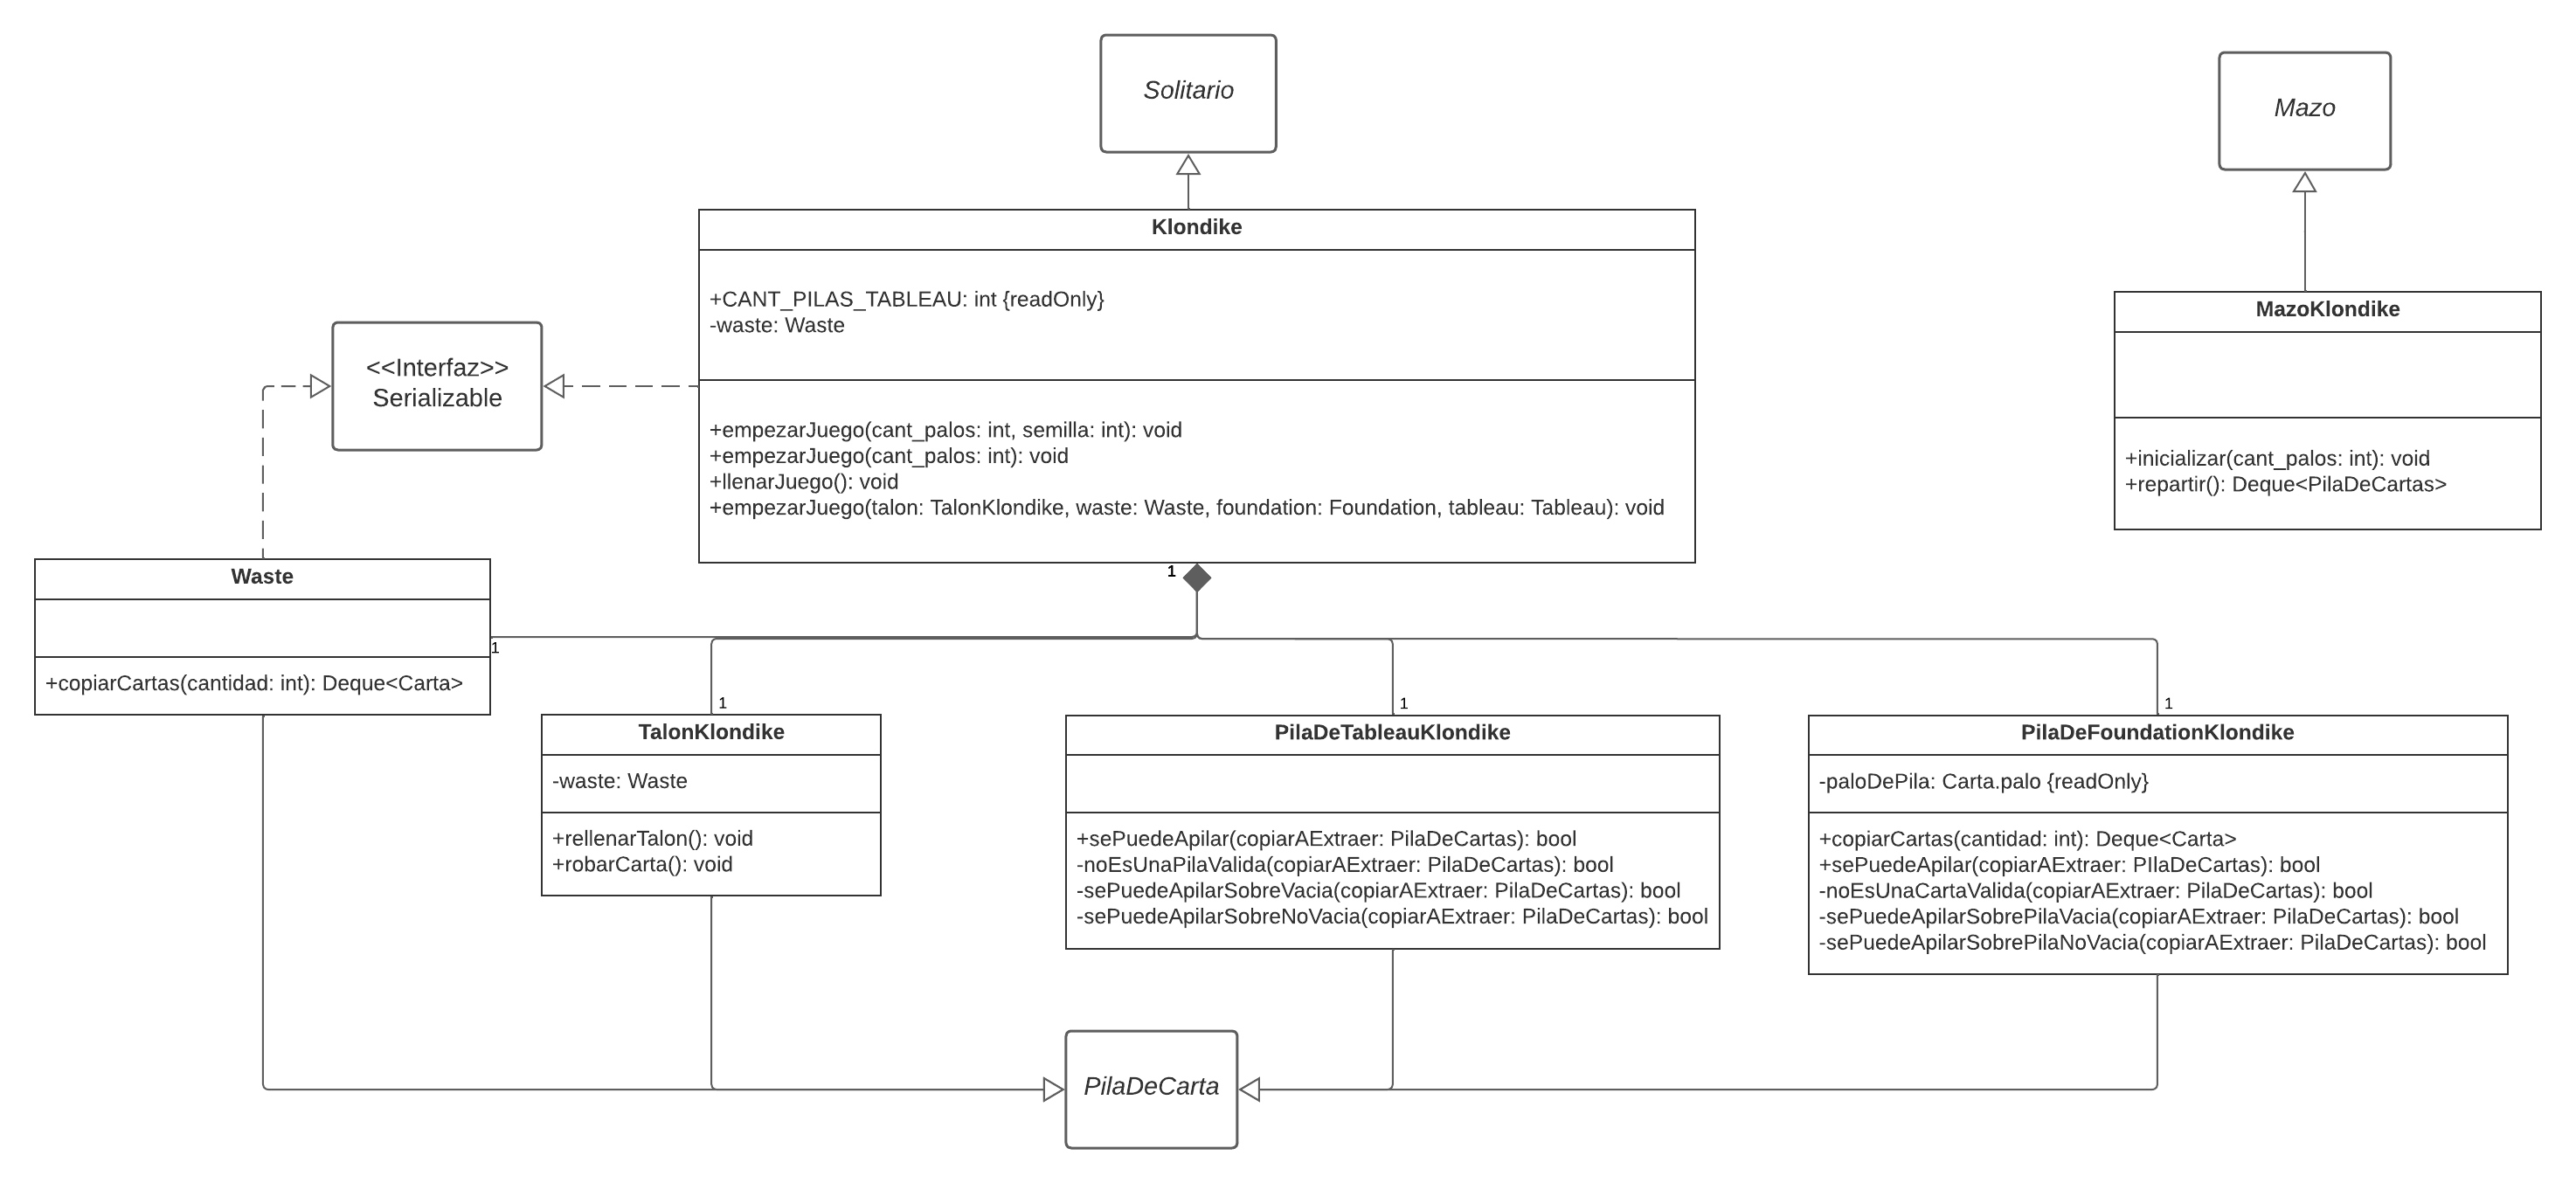 Solitario
Mazo
Klondike
+CANT_PILAS_TABLEAU: int {readOnly}
-waste: Waste
+empezarJuego(cant_palos: int, semilla: int): void
+empezarJuego(cant_palos: int): void
+llenarJuego(): void
+empezarJuego(talon: TalonKlondike, waste: Waste, foundation: Foundation, tableau: Tableau): void
MazoKlondike
+inicializar(cant_palos: int): void
+repartir(): Deque<PilaDeCartas>
<<Interfaz>>
Serializable
1
Waste
+copiarCartas(cantidad: int): Deque<Carta>
1
1
TalonKlondike
-waste: Waste
+rellenarTalon(): void
+robarCarta(): void
1
PilaDeTableauKlondike
+sePuedeApilar(copiarAExtraer: PilaDeCartas): bool
-noEsUnaPilaValida(copiarAExtraer: PilaDeCartas): bool
-sePuedeApilarSobreVacia(copiarAExtraer: PilaDeCartas): bool
-sePuedeApilarSobreNoVacia(copiarAExtraer: PilaDeCartas): bool
1
PilaDeFoundationKlondike
-paloDePila: Carta.palo {readOnly}
+copiarCartas(cantidad: int): Deque<Carta>
+sePuedeApilar(copiarAExtraer: PIlaDeCartas): bool
-noEsUnaCartaValida(copiarAExtraer: PilaDeCartas): bool
-sePuedeApilarSobrePilaVacia(copiarAExtraer: PilaDeCartas): bool
-sePuedeApilarSobrePilaNoVacia(copiarAExtraer: PilaDeCartas): bool
PilaDeCarta